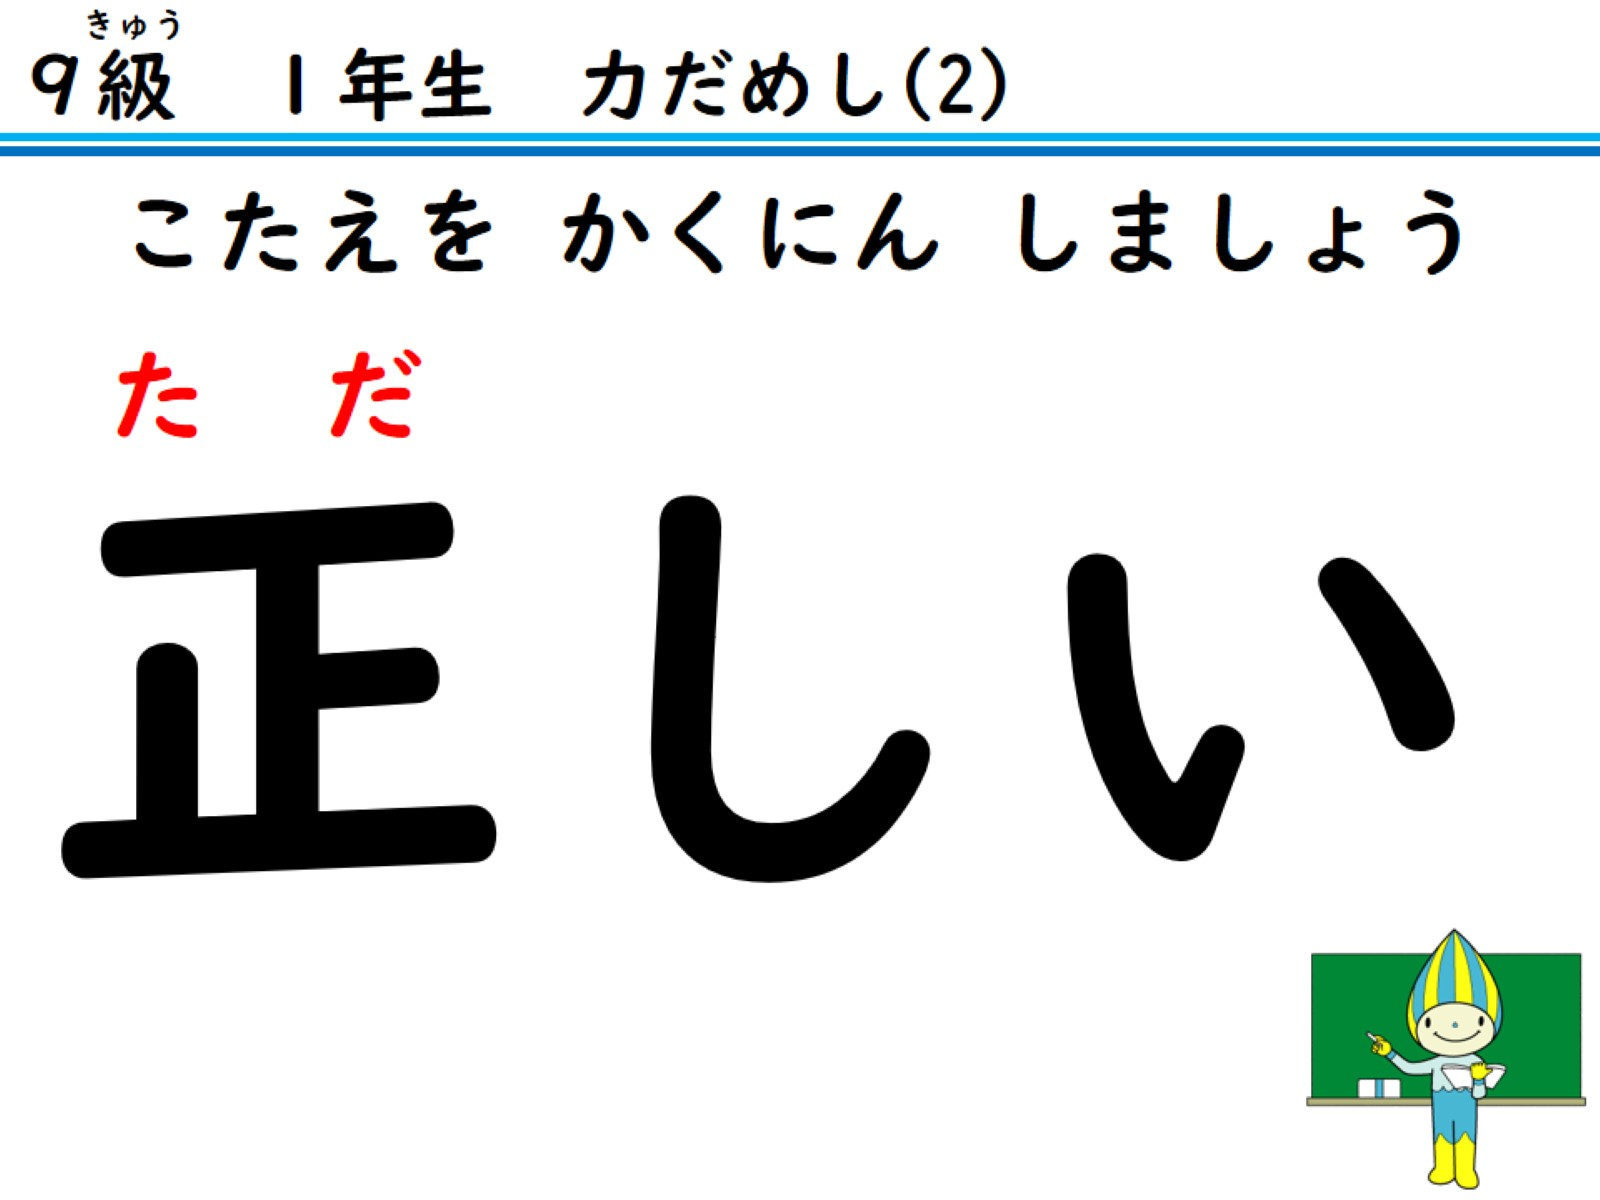 きゅう
9級　1年生　力だめし(2)
こたえを かくにん しましょう
た　だ
正しい